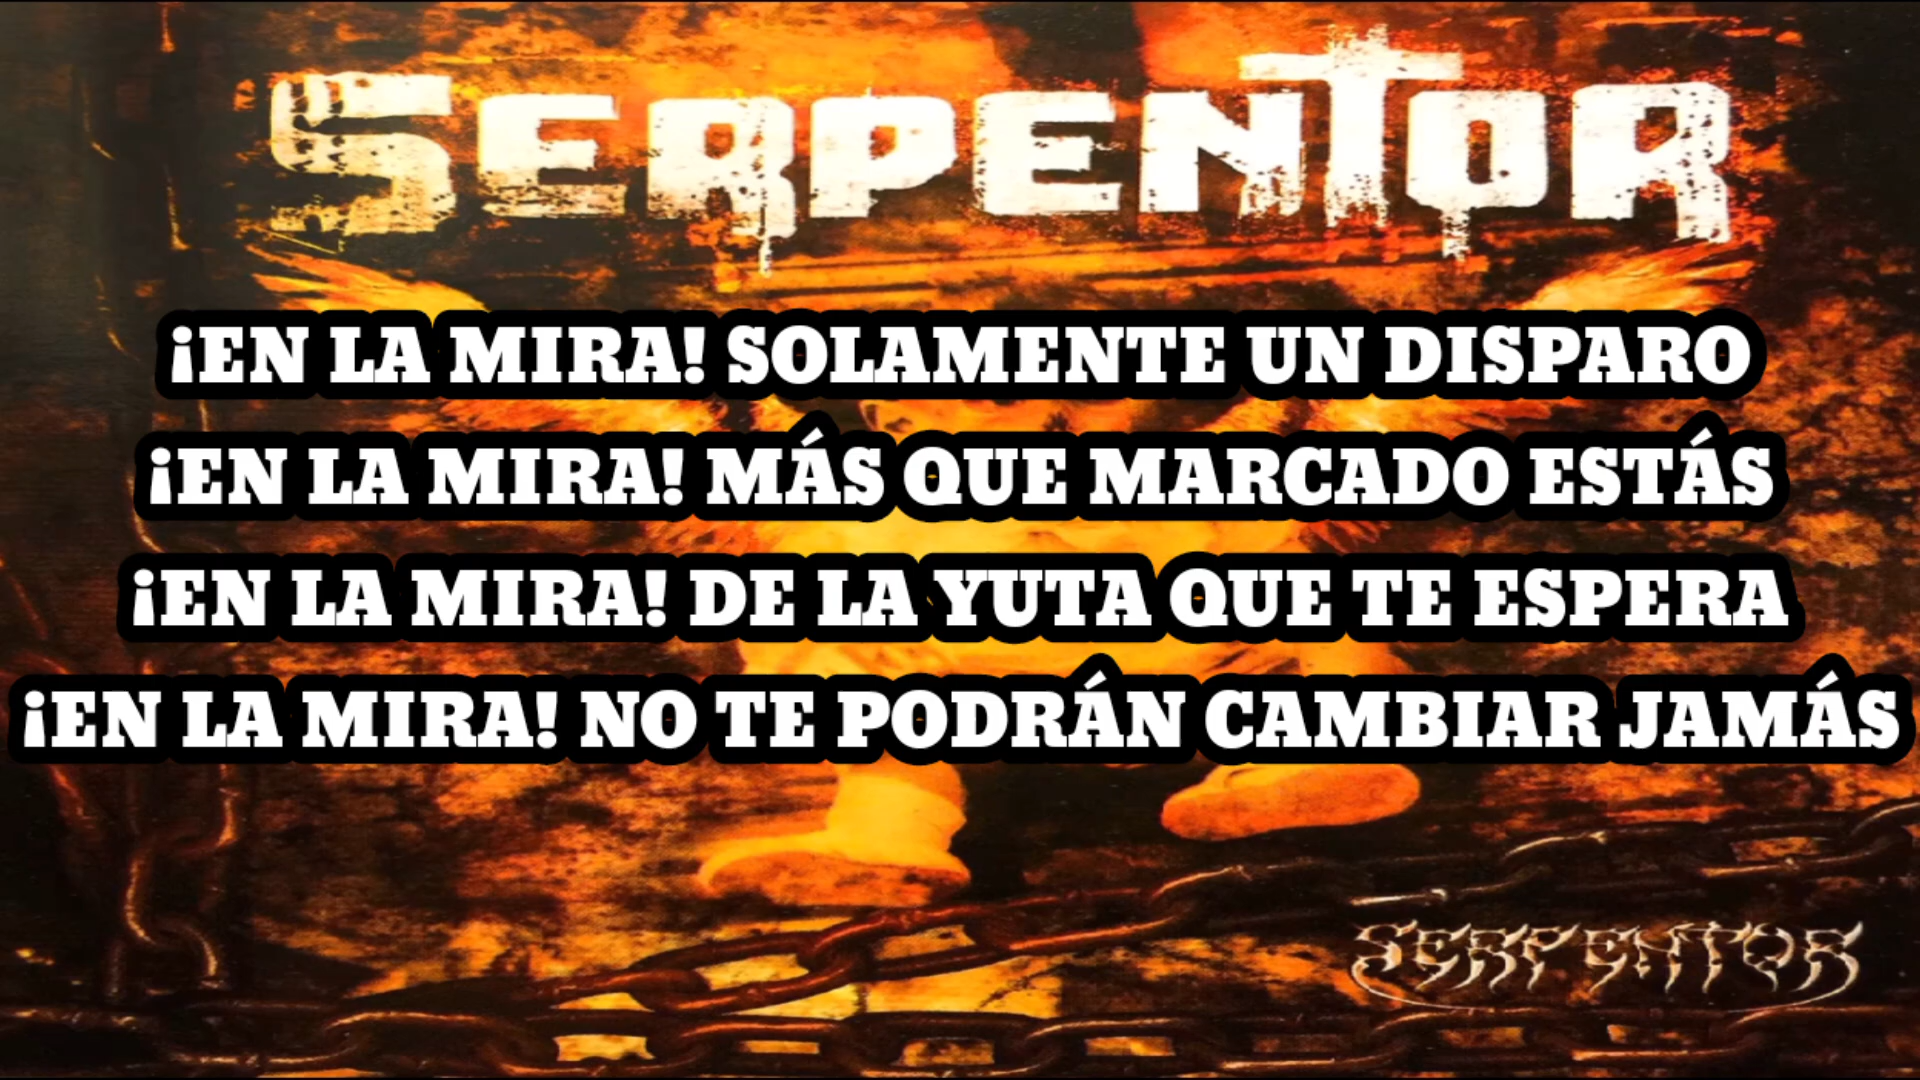 SERPENTOR
¡EN LA MIRA! SOLAMENTE UN DISPARO
¡EN LA MIRA! MÁS QUE MARCADO ESTÁS
¡EN LA MIRA! DE LA YUTA QUE TE ESPERA
¡EN LA MIRA! NO TE PODRÁN CAMBIAR JAMÁS
SERPENTOR